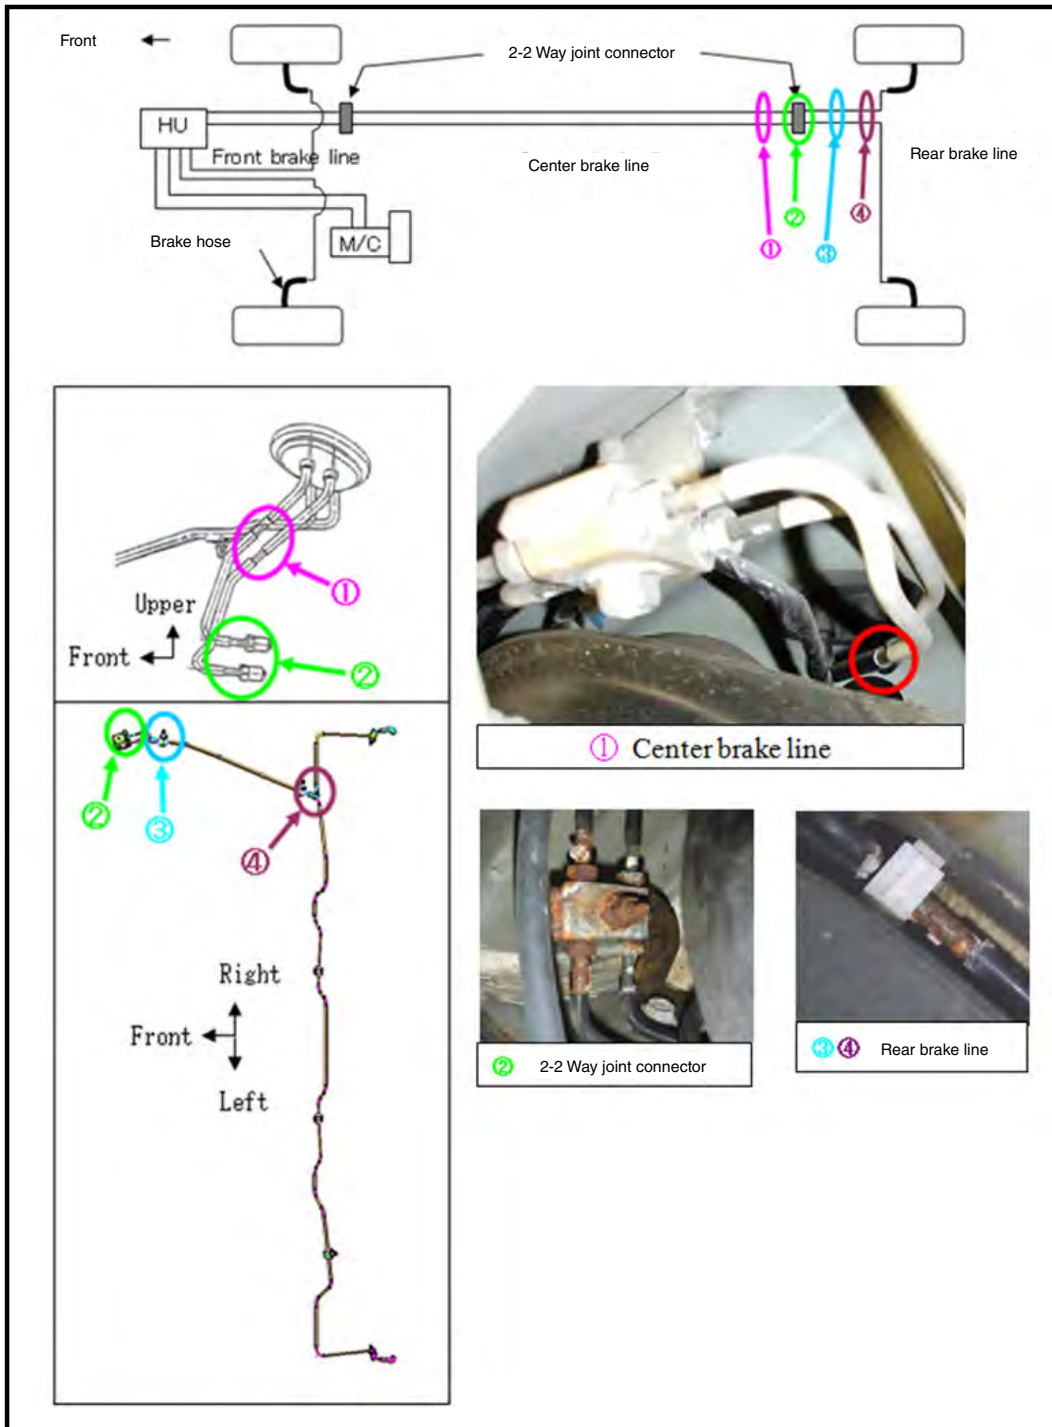 Front
2-2 Way joint connector
HU
Front brake line
Center brake line
Rear brake line
Brake hose
M/C
①
②
③
④
①
Upper
Front
②
① Center brake line
②
③
④
Right
Front
Left
② 2-2 Way joint connector
③ ④ Rear brake line